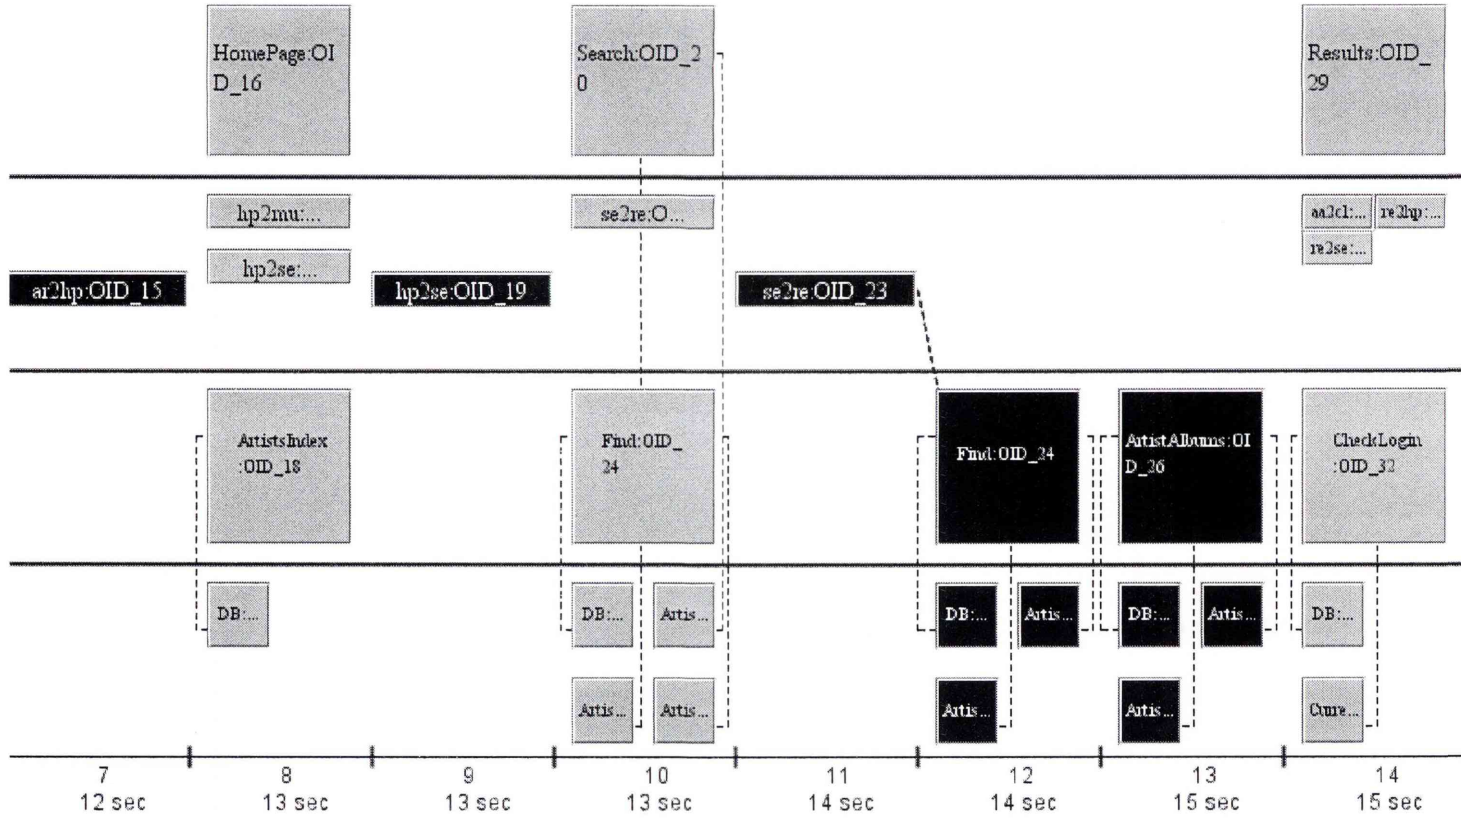 HomePage:OI
D_16
Search:OID_2
0
Results:OID_
29
hp2mu:...
se2re:O...
aa2cl:...
re2hp:...
hp2se:...
re2se:...
ar2hp:OID_15
hp2se:OID_19
se2re:OID_23
ArtistsIndex
:OID_18
Find:OID_
24
Find:OID_24
ArtistAlbums:OI
D_26
CheckLogin
:OID_32
DB:...
DB:...
Artis...
DB:...
Artis...
DB:...
Artis...
DB:...
Artis...
Artis...
Artis...
Artis...
Curre...
7
8
9
10
11
12
13
14
12 sec
13 sec
13 sec
13 sec
14 sec
14 sec
15 sec
15 sec